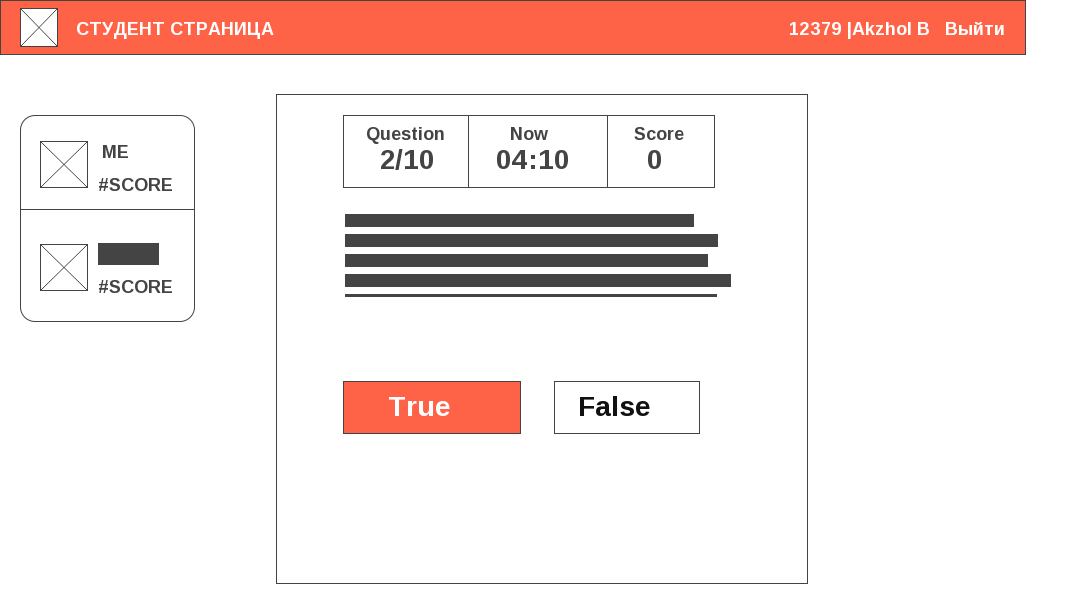 СТУДЕНТ СТРАНИЦА
12379 |Akzhol B Выйти
ME
#SCORE
#SCORE
Question Now Score
2/10 04:10 0
True False